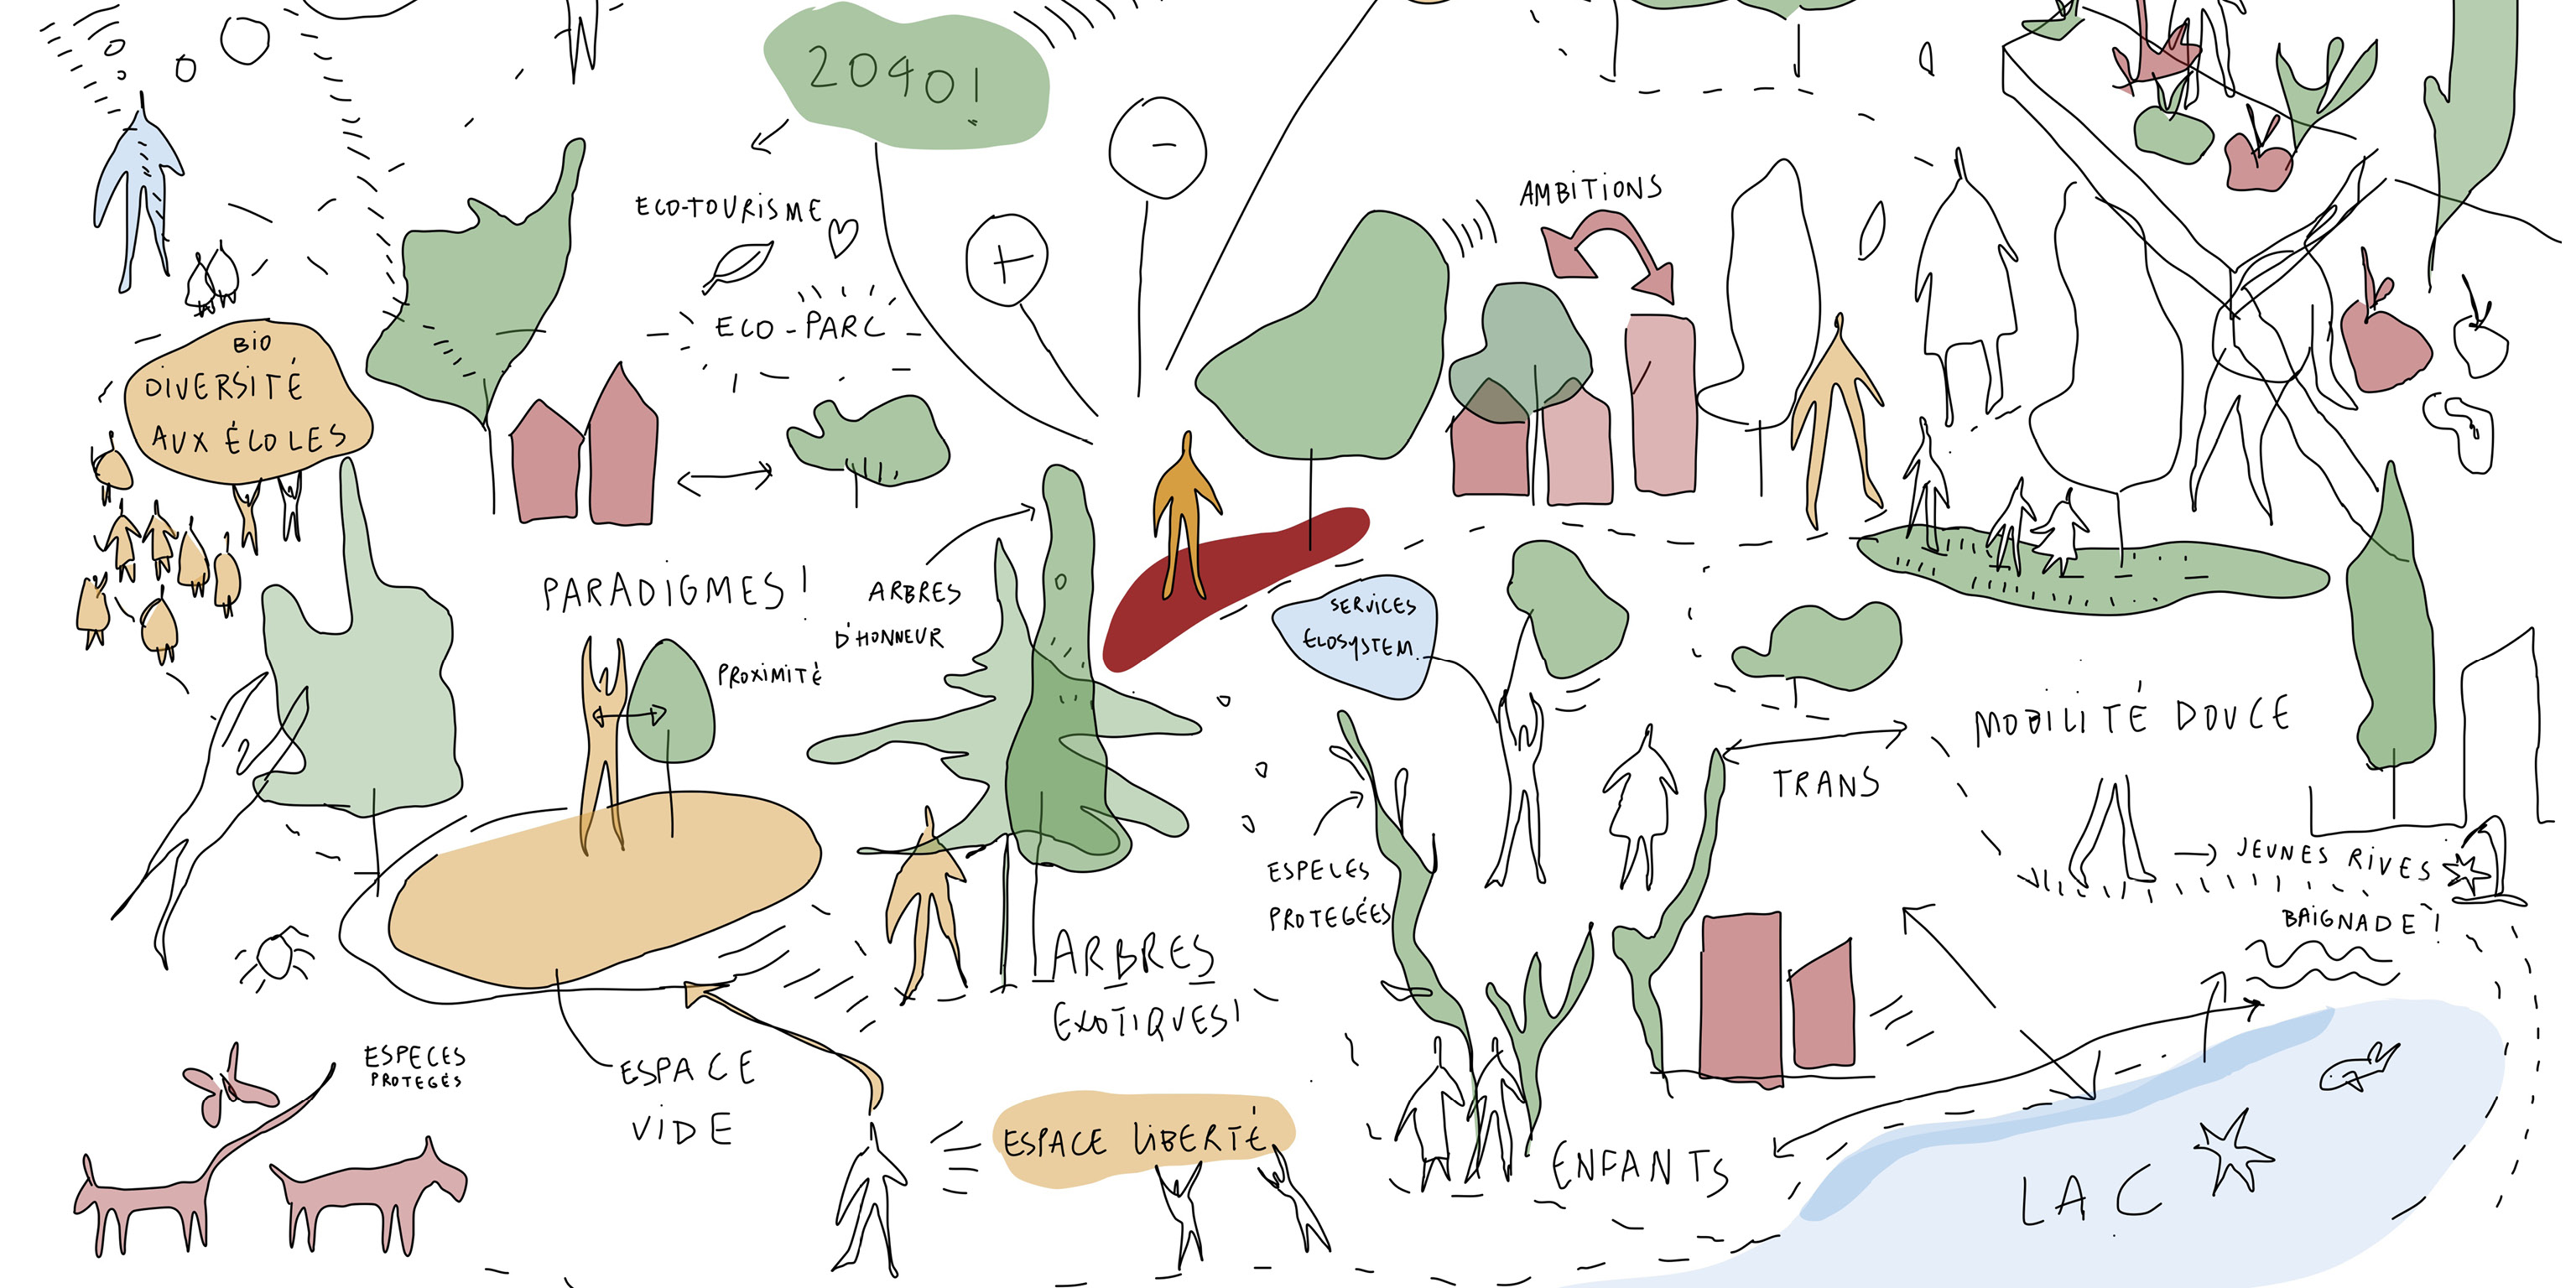 2040!
ECO-TOURISME
AMBITIONS
+
-
ECO-PARC
BIO
DIVERSITÉ
AUX ÉCOLES
PARADIGMES!
ARBRES
D'HONNEUR
PROXIMITÉ
SERVICES
ECOSYSTEM.
MOBILITÉ DOUCE
TRANS
JEUNES RIVES
BAIGNADE!
ESPECES
PROTEGÉES
ARBRES
EXOTIQUES!
ESPECES
PROTEGÉS
ESPACE
VIDE
ESPACE LIBERTÉ
ENFANTS
LAC